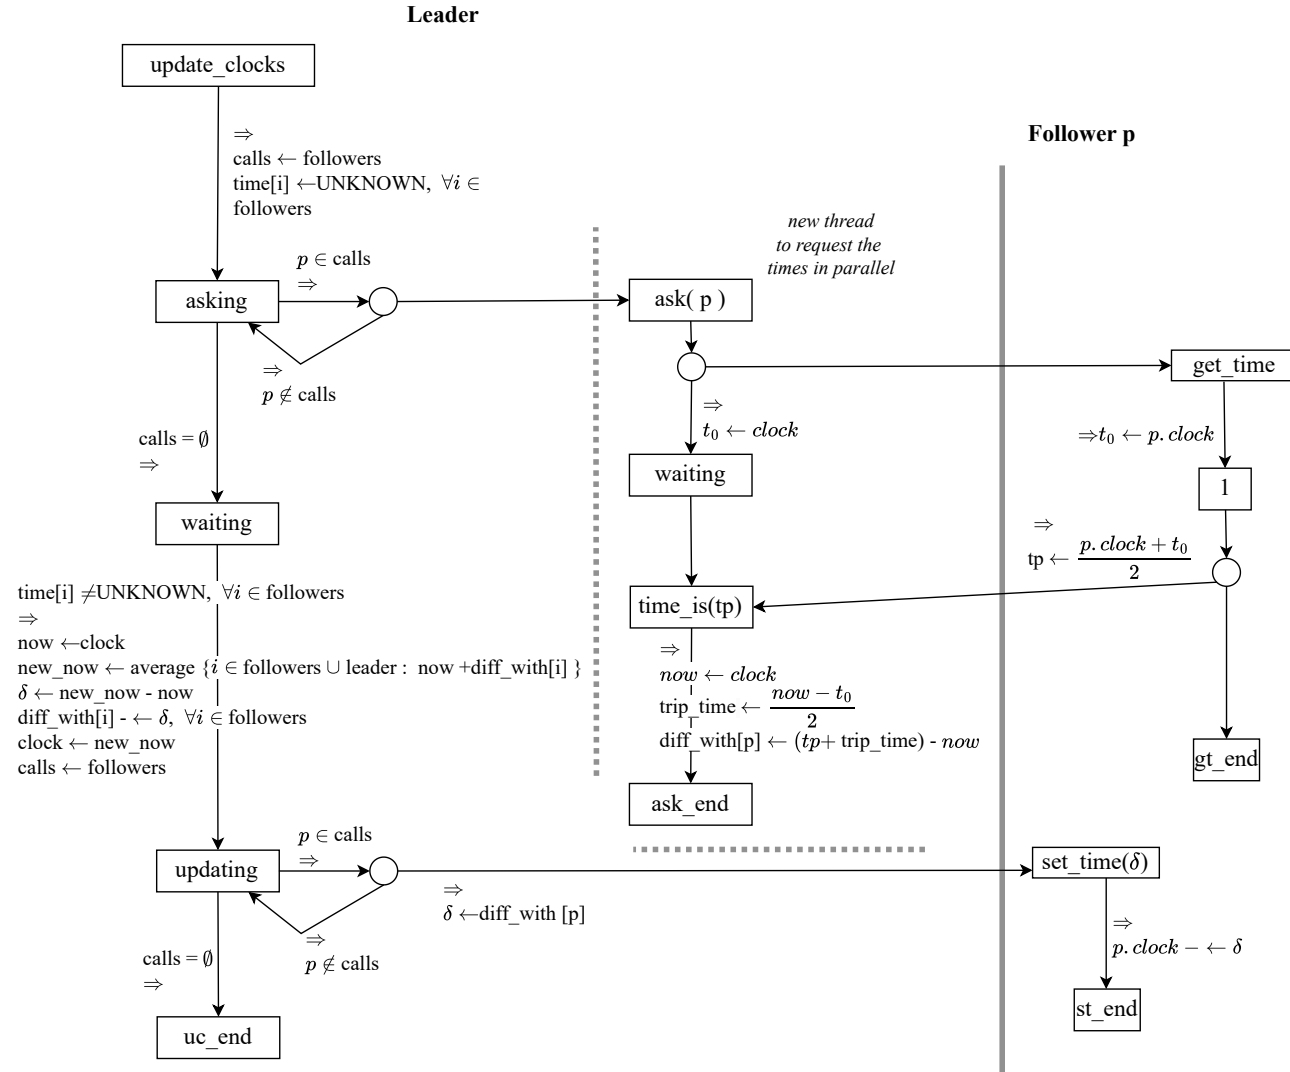 Leader
update_clocks
⇒
calls ← followers
time[i] ←UNKNOWN, ∀i ∈
followers
p ∈ calls
⇒
asking
⇒
p ∉ calls
calls = ∅
⇒
waiting
time[i] ≠UNKNOWN, ∀i ∈ followers
⇒
now ←clock
new_now ← average {i ∈ followers ∪ leader : now +diff_with[i] }
δ ← new_now - now
diff_with[i] - ← δ, ∀i ∈ followers
clock ← new_now
calls ← followers
p ∈ calls
⇒
updating
⇒
p ∉ calls
⇒
δ ←diff_with [p]
calls = ∅
⇒
uc_end
new thread
to request the
times in parallel
ask( p )
⇒
t₀ ← clock
waiting
time_is(tp)
⇒
now ← clock
trip_time ← (now − t₀)/2
diff_with[p] ← (tp+ trip_time) - now
ask_end
Follower p
get_time
⇒t₀ ← p.clock
1
⇒
tp ← (p.clock + t₀)/2
gt_end
set_time(δ)
⇒
p.clock − ← δ
st_end